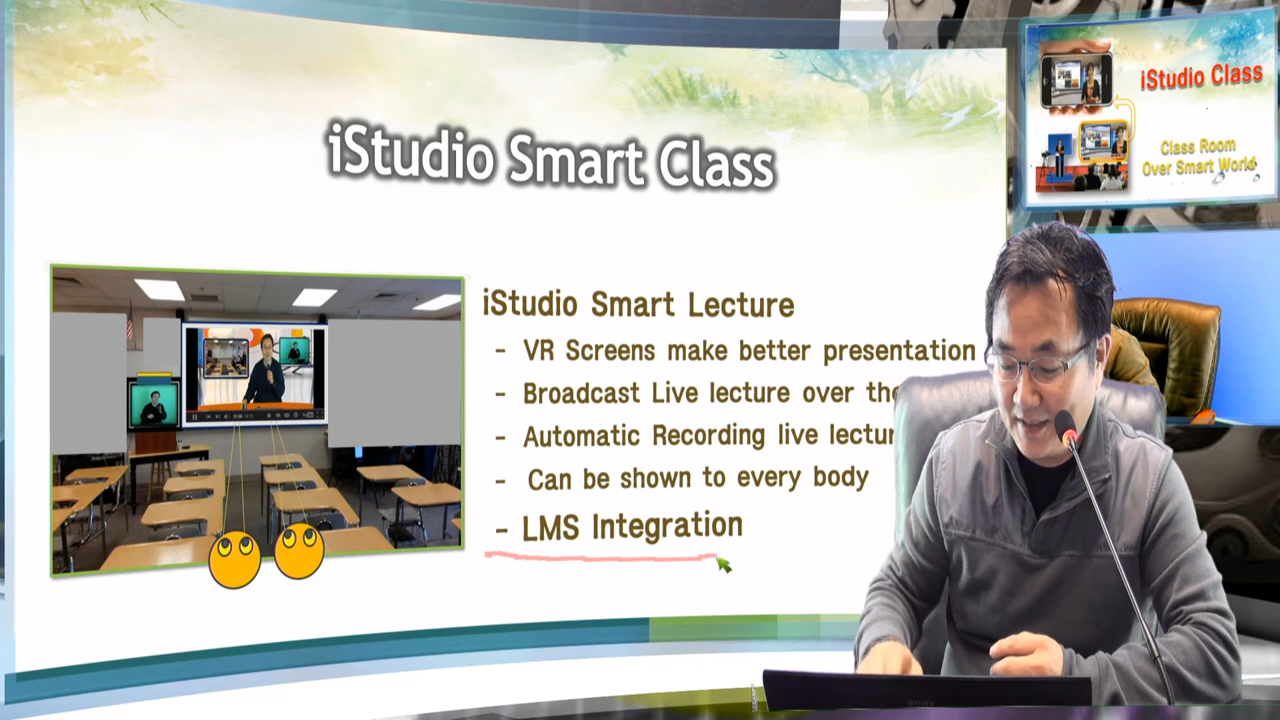 iStudio Smart Class
iStudio Smart Lecture
- VR Screens make better presentation
- Broadcast Live lecture over the
- Automatic Recording live lectur
- Can be shown to every body
- LMS Integration
iStudio Class
Class Room
Over Smart World